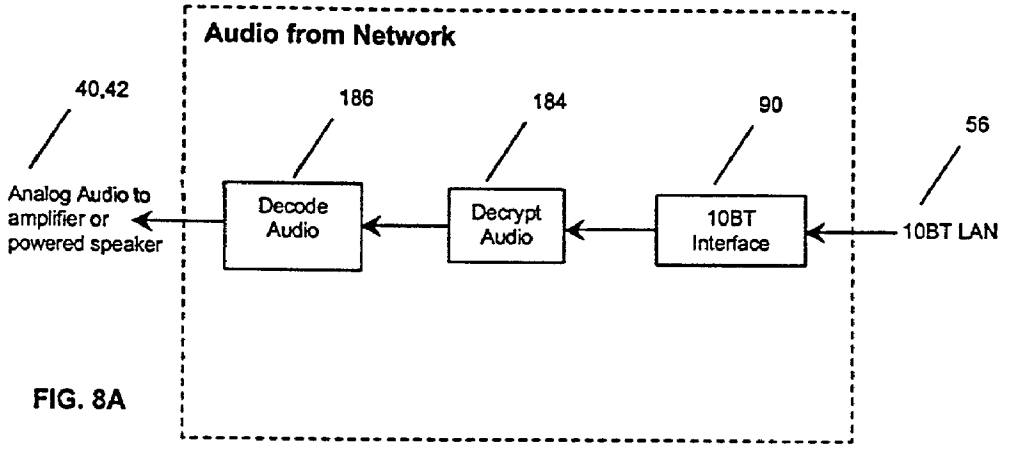 Audio from Network
40,42
186
184
90
56
Analog Audio to
amplifier or
powered speaker
Decode
Audio
Decrypt
Audio
10BT
Interface
10BT LAN
FIG. 8A